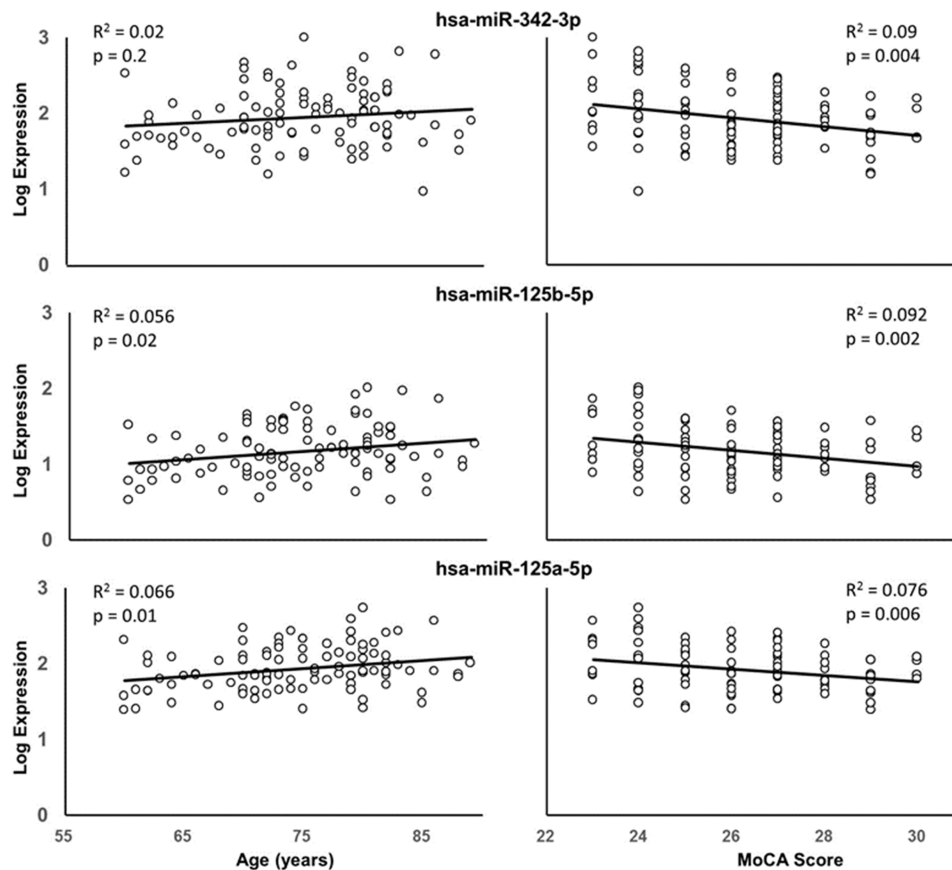 hsa-miR-342-3p
R² = 0.02
p = 0.2
R² = 0.09
p = 0.004
Log Expression
3
2
1
0
hsa-miR-125b-5p
R² = 0.056
p = 0.02
R² = 0.092
p = 0.002
Log Expression
3
2
1
0
hsa-miR-125a-5p
R² = 0.066
p = 0.01
R² = 0.076
p = 0.006
Log Expression
3
2
1
0
55 65 75 85
22 24 26 28 30
Age (years)
MoCA Score